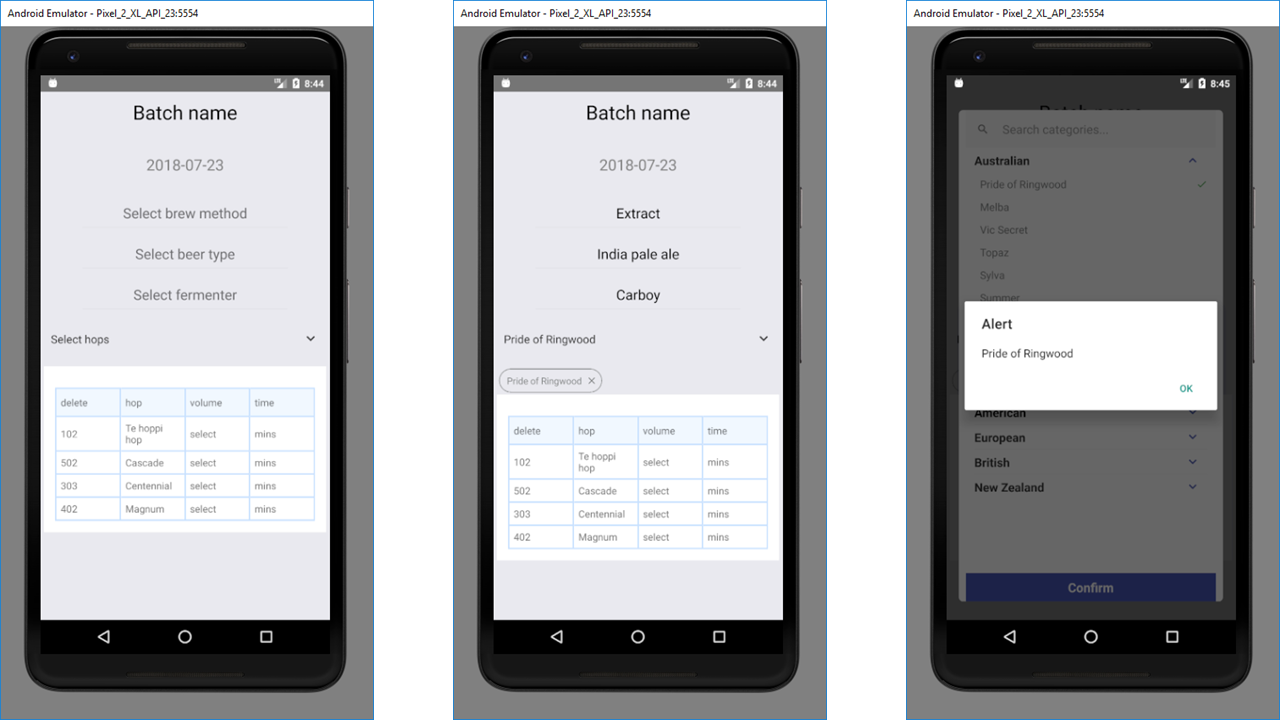 Android Emulator - Pixel_2_XL_API_23:5554
LTE 8:44
Batch name
2018-07-23
Select brew method
Select beer type
Select fermenter
Select hops
delete hop volume time
102 Te hoppi hop select mins
502 Cascade select mins
303 Centennial select mins
402 Magnum select mins
Android Emulator - Pixel_2_XL_API_23:5554
LTE 8:44
Batch name
2018-07-23
Extract
India pale ale
Carboy
Pride of Ringwood
Pride of Ringwood
delete hop volume time
102 Te hoppi hop select mins
502 Cascade select mins
303 Centennial select mins
402 Magnum select mins
Android Emulator - Pixel_2_XL_API_23:5554
LTE 8:45
Batch name
Search categories...
Australian
Pride of Ringwood
Melba
Vic Secret
Topaz
Sylva
Summer
Alert
Pride of Ringwood
OK
American
European
British
New Zealand
Confirm